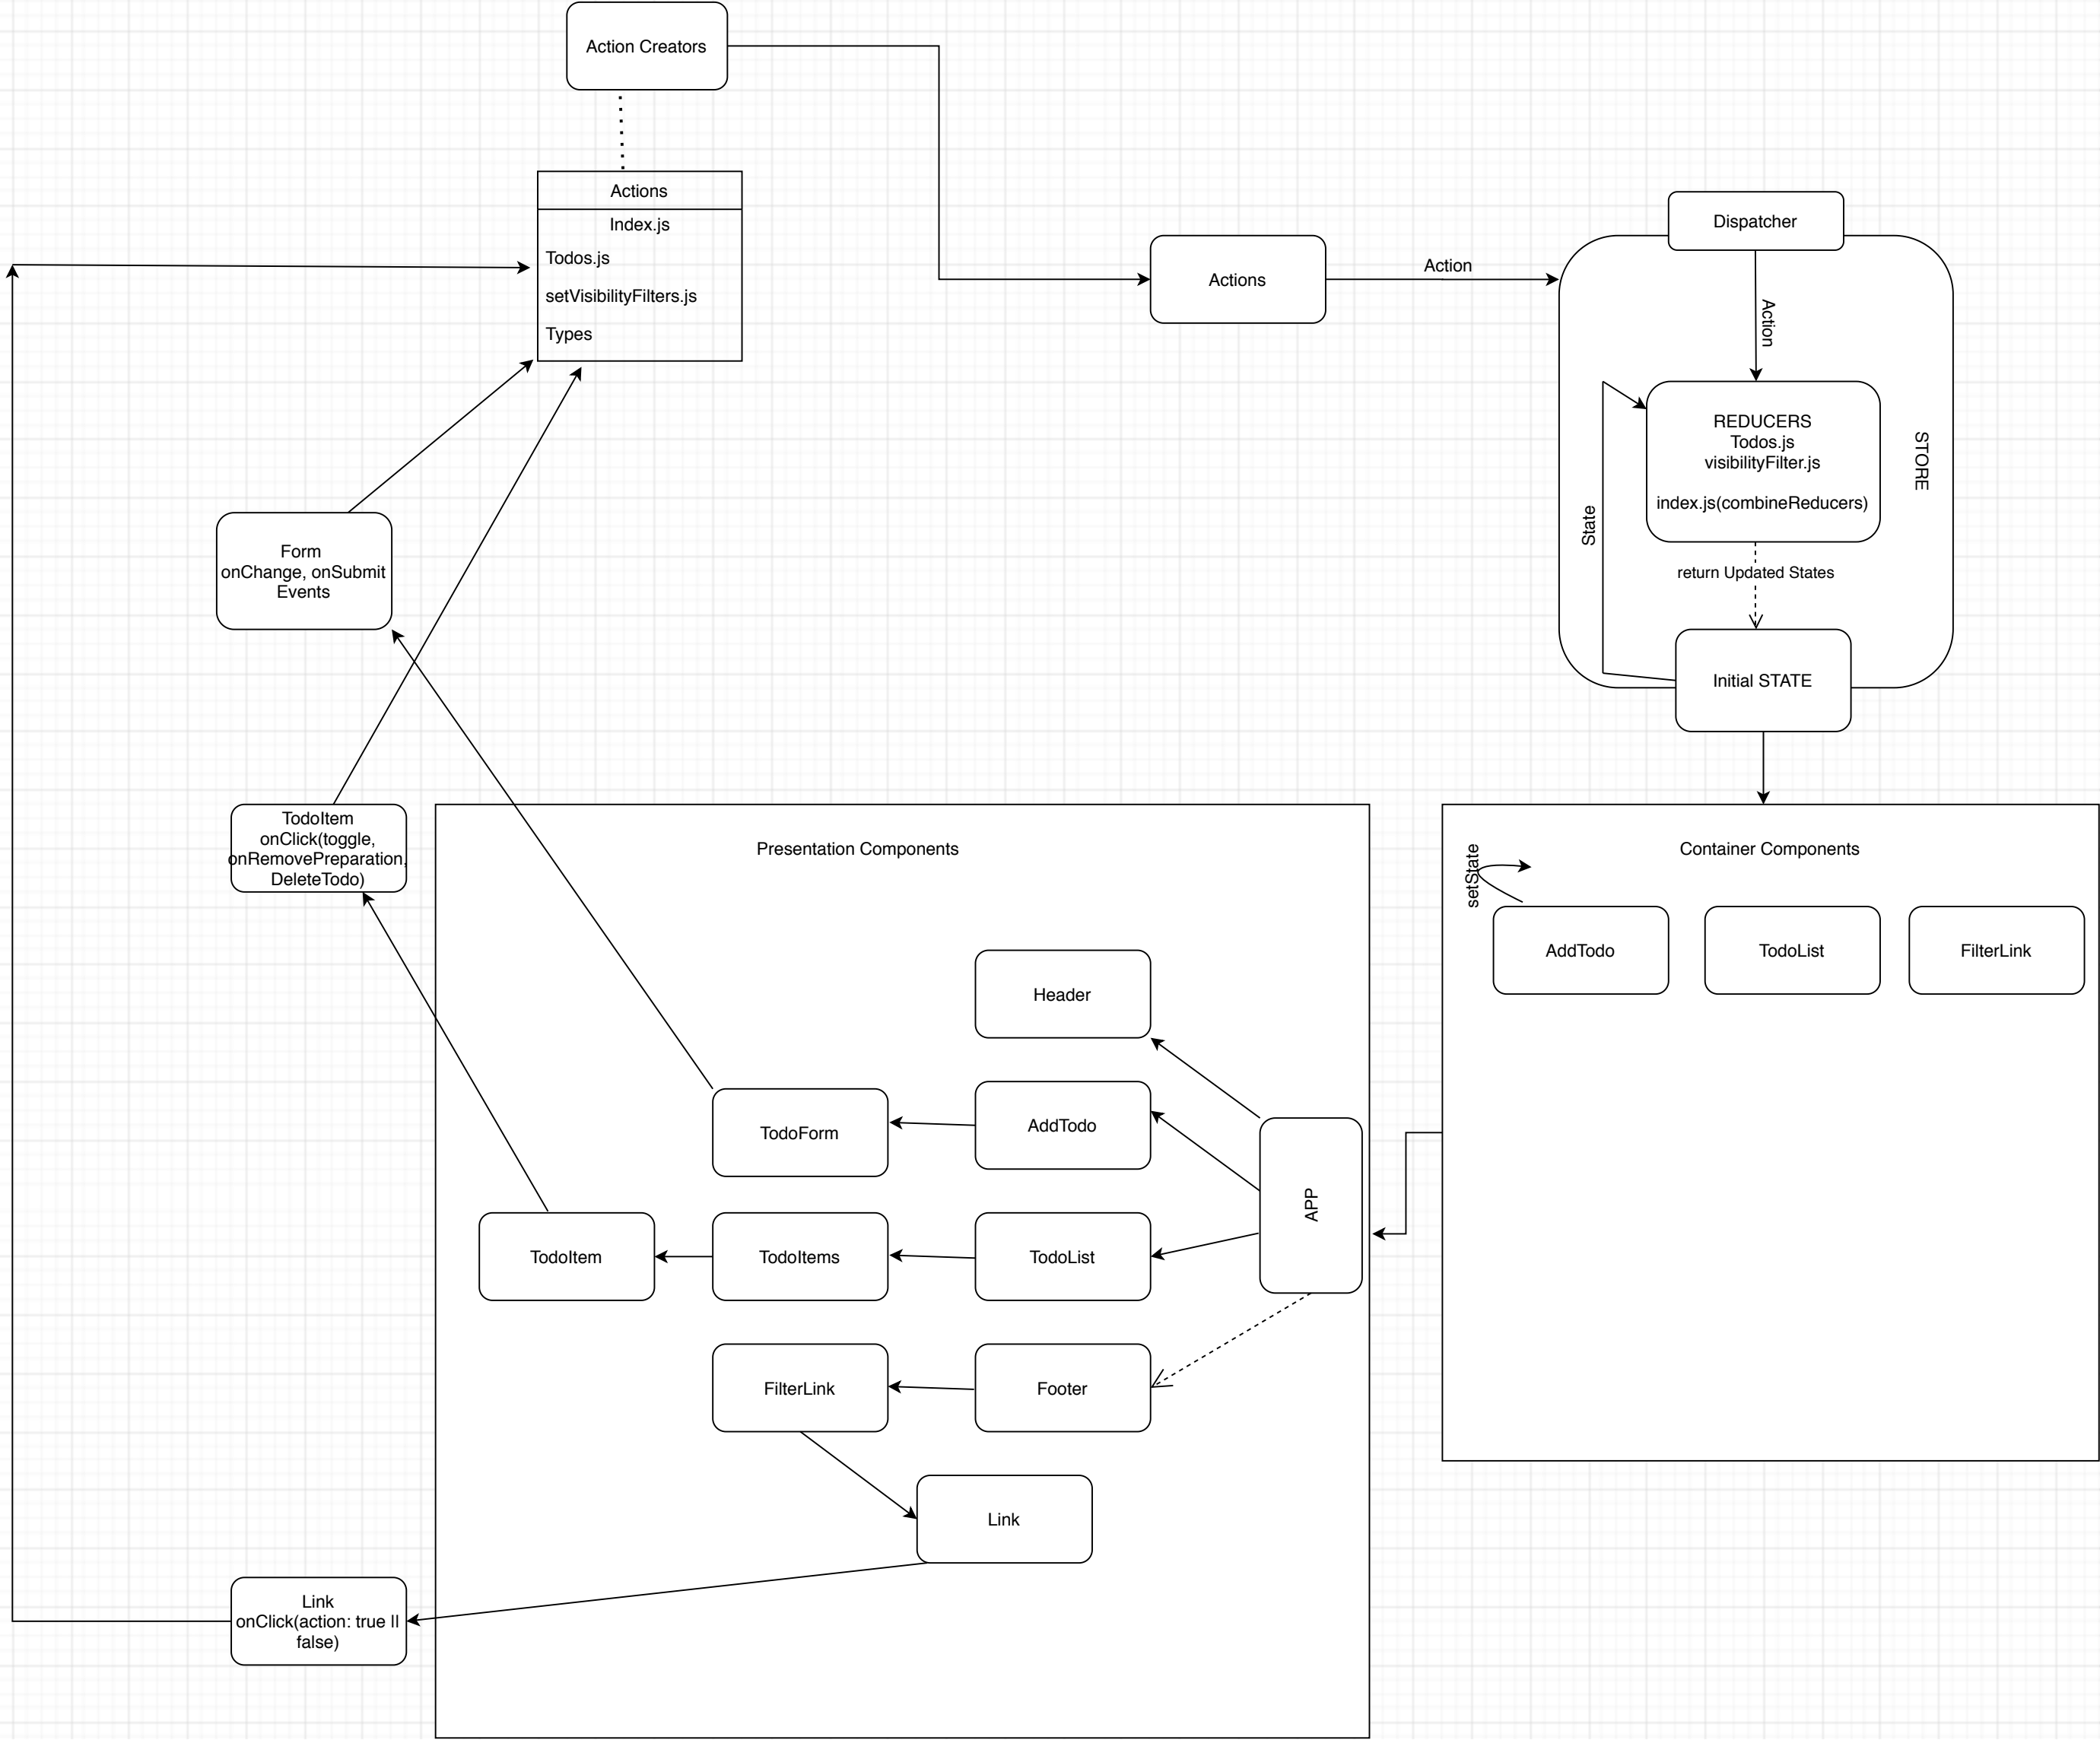 Action Creators
Actions
Index.js
Todos.js
setVisibilityFilters.js
Types
Actions
Action
Dispatcher
Action
REDUCERS
Todos.js
visibilityFilter.js
index.js(combineReducers)
STORE
State
return Updated States
Initial STATE
Form
onChange, onSubmit
Events
TodoItem
onClick(toggle,
onRemovePreparation,
DeleteTodo)
Presentation Components
Header
TodoForm
AddTodo
APP
TodoItem
TodoItems
TodoList
FilterLink
Footer
Link
Link
onClick(action: true ||
false)
Container Components
setState
AddTodo
TodoList
FilterLink